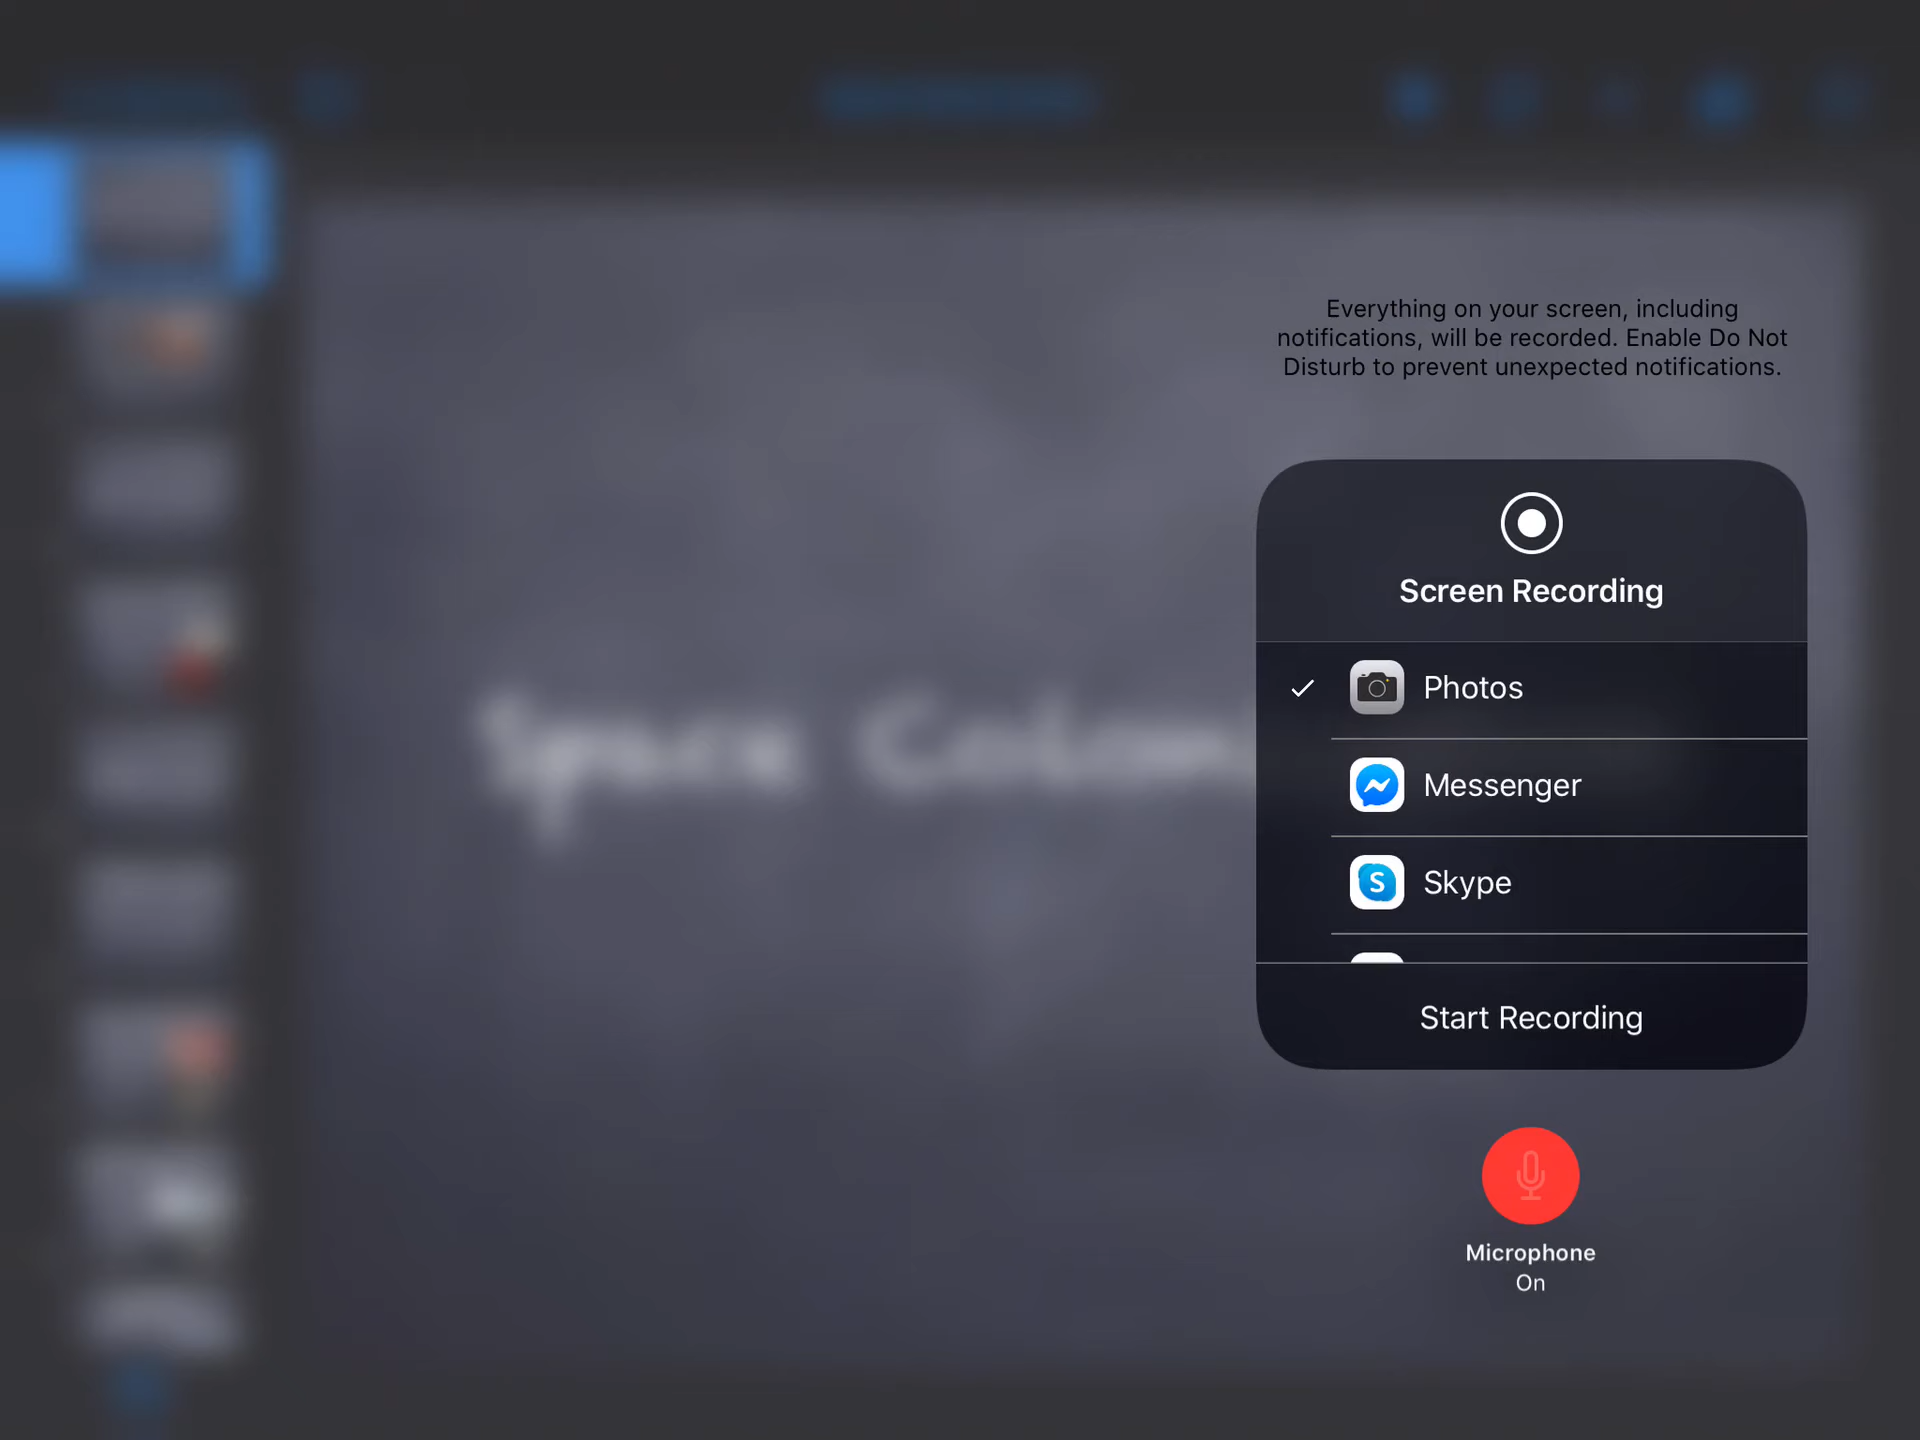 Everything on your screen, including
notifications, will be recorded. Enable Do Not
Disturb to prevent unexpected notifications.
Screen Recording
Photos
Messenger
Skype
Start Recording
Microphone
On
Space